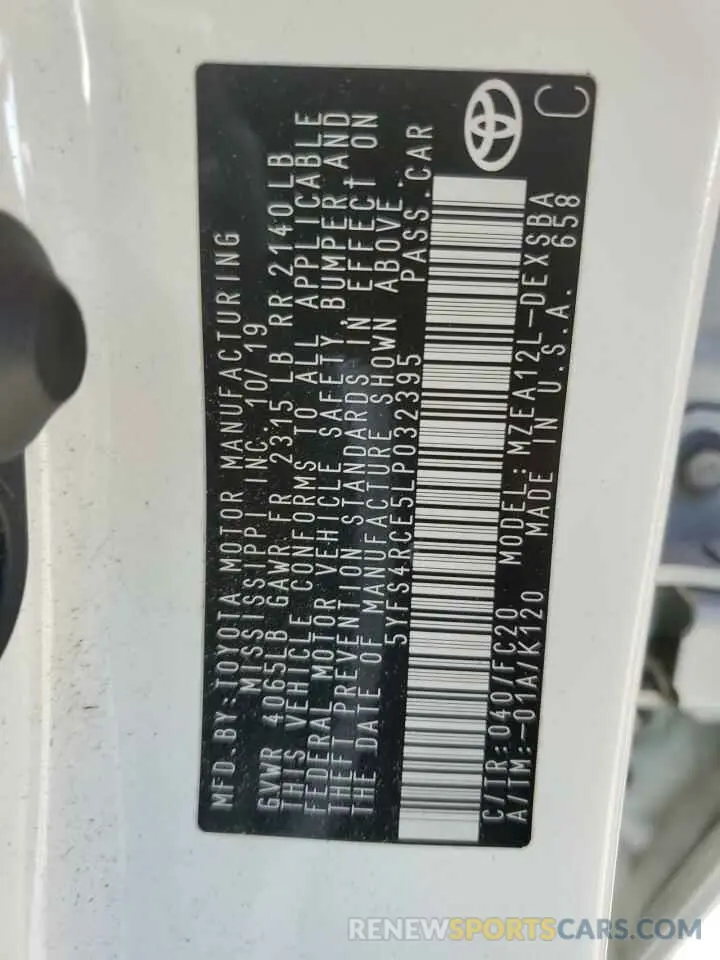 MFD.BY:TOYOTA MOTOR MANUFACTURING
MISSISSIPPI INC 10/19
GVWR 4065LB GAWR FR 2315 LB RR 2140LB
THIS VEHICLE CONFORMS TO ALL APPLICABLE
FEDERAL MOTOR VEHICLE SAFETY, BUMPER AND
THEFT PREVENTION STANDARDS IN EFFECT ON
THE DATE OF MANUFACTURE SHOWN ABOVE.
5YFS4RCE5LP032395 PASS.CAR
C/TR:040/FC20 MODEL:MZEA12L-DEXSBA
A/TM:-01A/K120 MADE IN U.S.A. 658
C
RENEWSPORTSCARS.COM